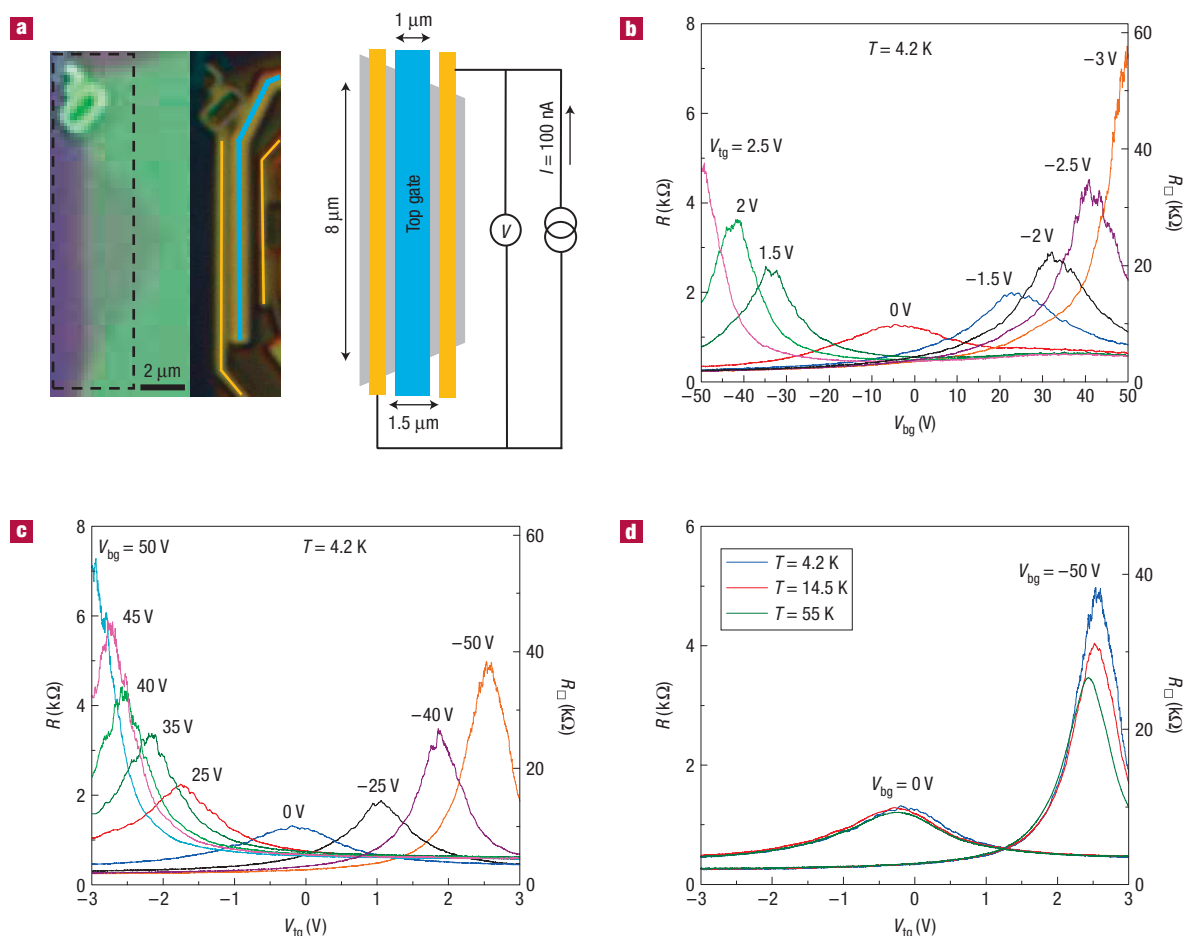 a
1 μm
8 μm
Top gate
V
I = 100 nA
2 μm
1.5 μm
b
T = 4.2 K
−3 V
Vtg = 2.5 V
−2.5 V
2 V
−2 V
1.5 V
−1.5 V
0 V
8
6
4
2
0
R (kΩ)
60
40
20
0
R□ (kΩ)
−50 −40 −30 −20 −10 0 10 20 30 40 50
Vbg (V)
c
Vbg = 50 V
T = 4.2 K
45 V
−50 V
40 V
−40 V
35 V
25 V
−25 V
0 V
8
6
4
2
0
R (kΩ)
60
40
20
0
R□ (kΩ)
−3 −2 −1 0 1 2 3
Vtg (V)
d
T = 4.2 K
T = 14.5 K
T = 55 K
Vbg = −50 V
Vbg = 0 V
6
4
2
0
R (kΩ)
40
20
0
R□ (kΩ)
−3 −2 −1 0 1 2 3
Vtg (V)